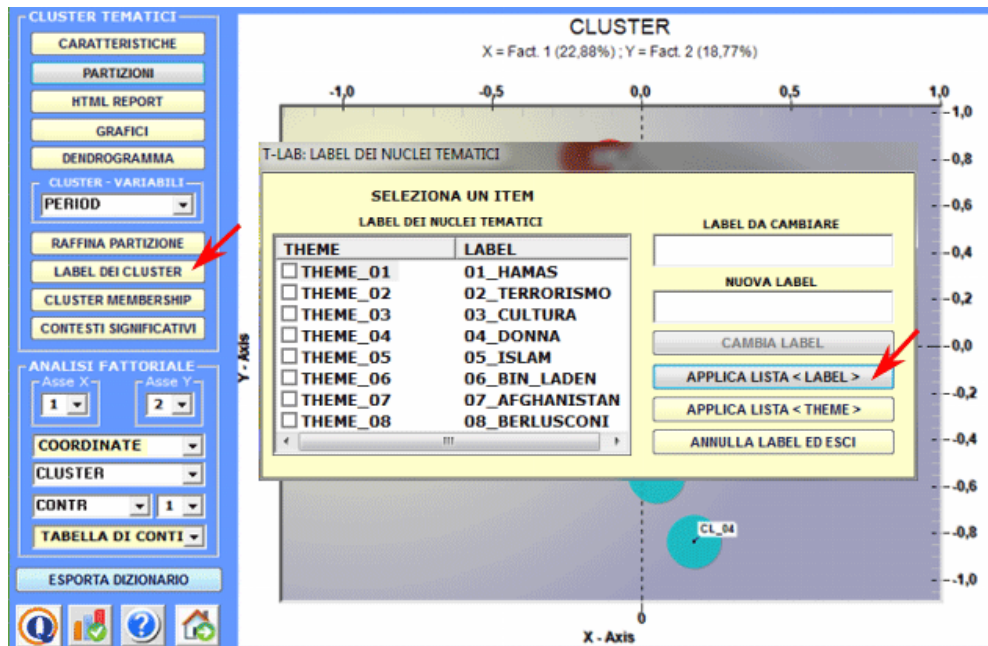 CLUSTER TEMATICI
CARATTERISTICHE
PARTIZIONI
HTML REPORT
GRAFICI
DENDROGRAMMA
CLUSTER - VARIABILI
PERIOD
RAFFINA PARTIZIONE
LABEL DEI CLUSTER
CLUSTER MEMBERSHIP
CONTESTI SIGNIFICATIVI
ANALISI FATTORIALE
Asse X Asse Y
1 2
COORDINATE
CLUSTER
CONTR 1
TABELLA DI CONTI
ESPORTA DIZIONARIO
Q ?
CLUSTER
X = Fact. 1 (22,88%) ; Y = Fact. 2 (18,77%)
-1,0 -0,5 0,0 0,5 1,0
-1,0
-0,8
-0,6
-0,4
-0,2
-0,0
-0,2
-0,4
-0,6
-0,8
-1,0
Y - Axis
T-LAB: LABEL DEI NUCLEI TEMATICI
SELEZIONA UN ITEM
LABEL DEI NUCLEI TEMATICI
THEME LABEL
THEME_01 01_HAMAS
THEME_02 02_TERRORISMO
THEME_03 03_CULTURA
THEME_04 04_DONNA
THEME_05 05_ISLAM
THEME_06 06_BIN_LADEN
THEME_07 07_AFGHANISTAN
THEME_08 08_BERLUSCONI
LABEL DA CAMBIARE
NUOVA LABEL
CAMBIA LABEL
APPLICA LISTA < LABEL >
APPLICA LISTA < THEME >
ANNULLA LABEL ED ESCI
CL_04
0
X - Axis